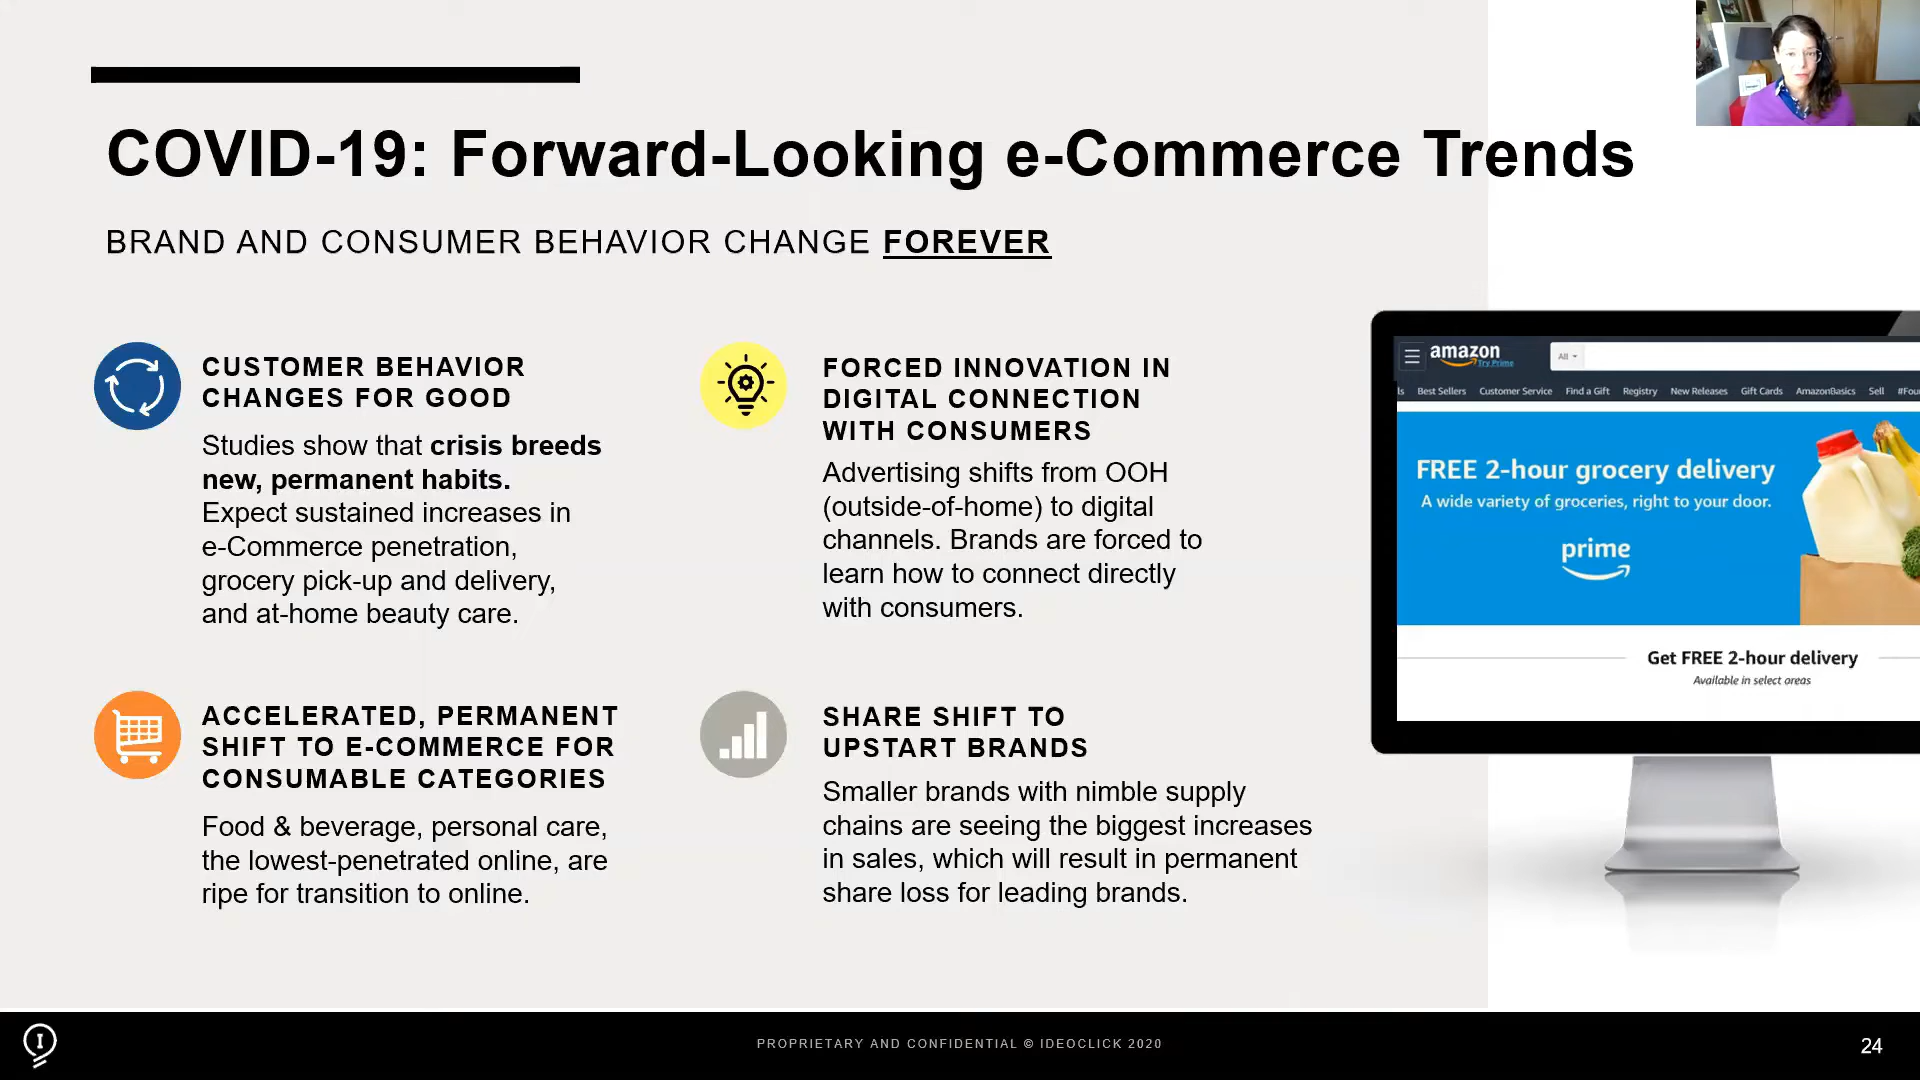 COVID-19: Forward-Looking e-Commerce Trends
BRAND AND CONSUMER BEHAVIOR CHANGE FOREVER
CUSTOMER BEHAVIOR
CHANGES FOR GOOD
Studies show that crisis breeds
new, permanent habits.
Expect sustained increases in
e-Commerce penetration,
grocery pick-up and delivery,
and at-home beauty care.
FORCED INNOVATION IN
DIGITAL CONNECTION
WITH CONSUMERS
Advertising shifts from OOH
(outside-of-home) to digital
channels. Brands are forced to
learn how to connect directly
with consumers.
ACCELERATED, PERMANENT
SHIFT TO E-COMMERCE FOR
CONSUMABLE CATEGORIES
Food & beverage, personal care,
the lowest-penetrated online, are
ripe for transition to online.
SHARE SHIFT TO
UPSTART BRANDS
Smaller brands with nimble supply
chains are seeing the biggest increases
in sales, which will result in permanent
share loss for leading brands.
amazon
Try Prime
All
ls Best Sellers Customer Service Find a Gift Registry New Releases Gift Cards AmazonBasics Sell #Fou
FREE 2-hour grocery delivery
A wide variety of groceries, right to your door.
prime
Get FREE 2-hour delivery
Available in select areas
I
PROPRIETARY AND CONFIDENTIAL © IDEOCLICK 2020
24